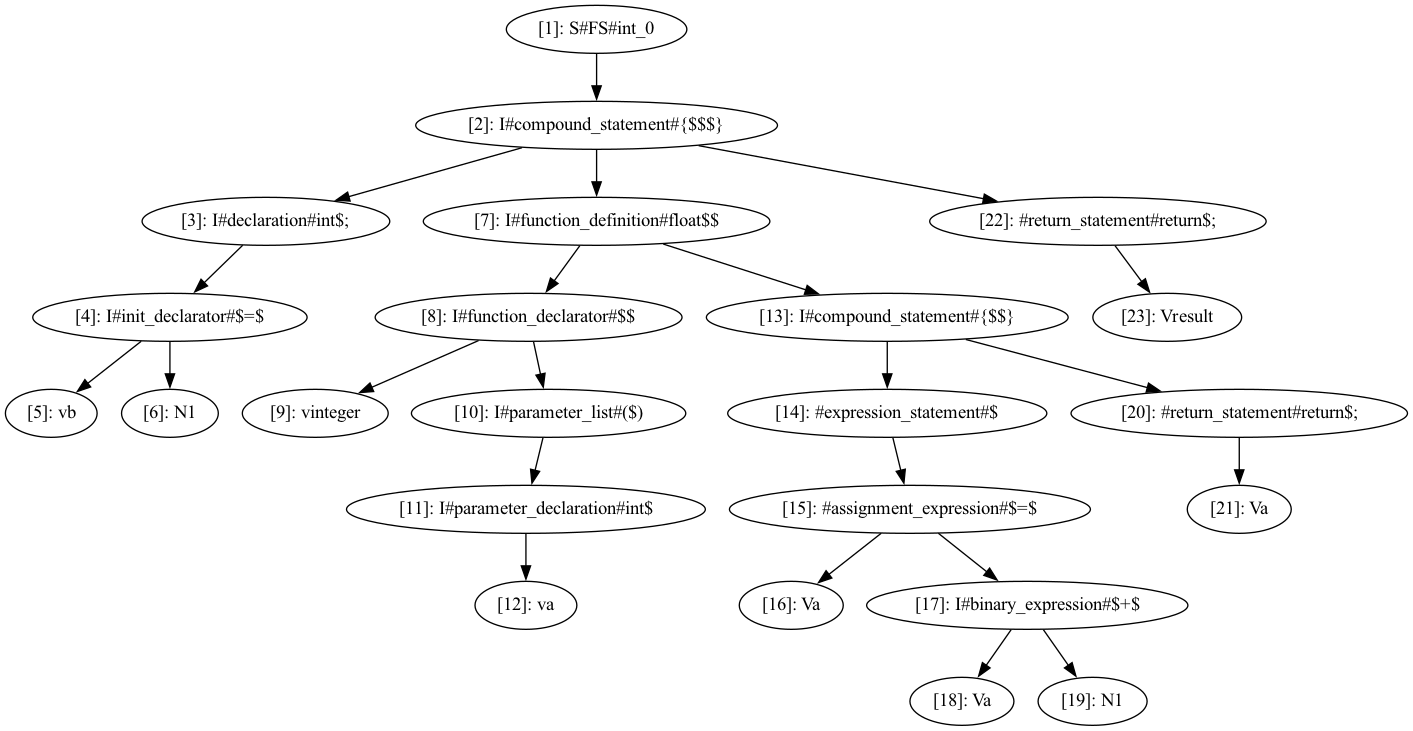 [1]: S#FS#int_0
[2]: I#compound_statement#{$$$}
[3]: I#declaration#int$;
[7]: I#function_definition#float$$
[22]: #return_statement#return$;
[4]: I#init_declarator#$=$
[8]: I#function_declarator#$$
[13]: I#compound_statement#{$$}
[23]: Vresult
[5]: vb
[6]: N1
[9]: vinteger
[10]: I#parameter_list#($)
[14]: #expression_statement#$
[20]: #return_statement#return$;
[11]: I#parameter_declaration#int$
[15]: #assignment_expression#$=$
[21]: Va
[12]: va
[16]: Va
[17]: I#binary_expression#$+$
[18]: Va
[19]: N1